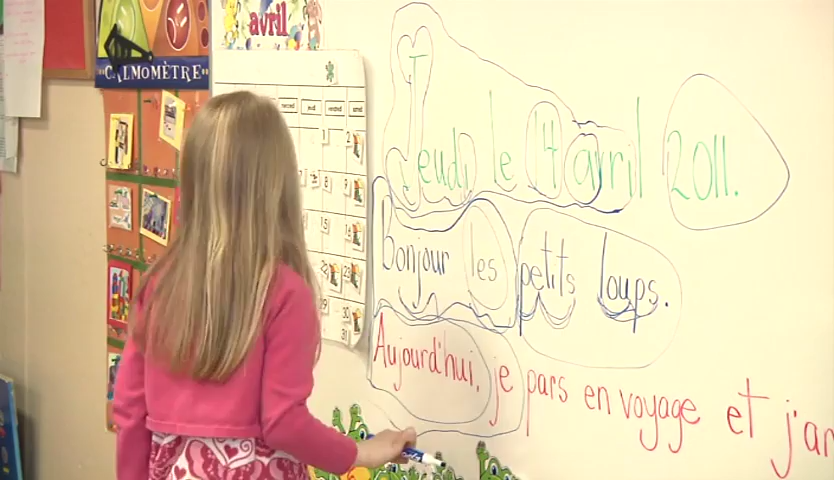 avril
CALMOMÈTRE
Jeudi le 14 avril 2011.
Bonjour les petits loups.
Aujourd'hui, je pars en voyage et j'ar